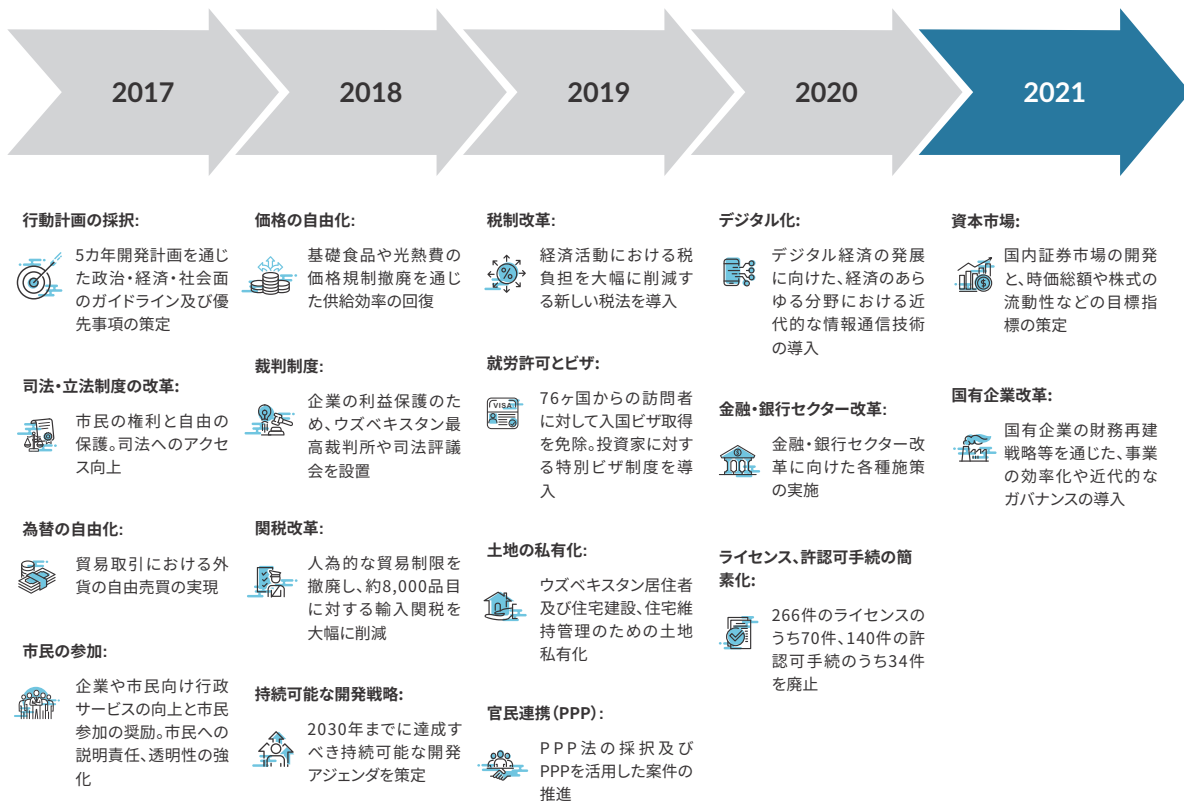 2017
2018
2019
2020
2021
行動計画の採択:
5カ年開発計画を通じ
た政治・経済・社会面
のガイドライン及び優
先事項の策定
司法・立法制度の改革:
市民の権利と自由の
保護。司法へのアクセ
ス向上
為替の自由化:
貿易取引における外
貨の自由売買の実現
市民の参加:
企業や市民向け行政
サービスの向上と市民
参加の奨励。市民への
説明責任、透明性の強
化
価格の自由化:
基礎食品や光熱費の
価格規制撤廃を通じ
た供給効率の回復
裁判制度:
企業の利益保護のた
め、ウズベキスタン最
高裁判所や司法評議
会を設置
関税改革:
人為的な貿易制限を
撤廃し、約8,000品目
に対する輸入関税を
大幅に削減
持続可能な開発戦略:
2030年までに達成す
べき持続可能な開発
アジェンダを策定
税制改革:
経済活動における税
負担を大幅に削減す
る新しい税法を導入
就労許可とビザ:
VISA
76ヶ国からの訪問者
に対して入国ビザ取得
を免除。投資家に対す
る特別ビザ制度を導
入
土地の私有化:
ウズベキスタン居住者
及び住宅建設、住宅維
持管理のための土地
私有化
官民連携(PPP):
PPP法の採択及び
PPPを活用した案件の
推進
デジタル化:
デジタル経済の発展
に向けた、経済のあら
ゆる分野における近
代的な情報通信技術
の導入
金融・銀行セクター改革:
金融・銀行セクター改
革に向けた各種施策
の実施
ライセンス、許認可手続の簡
素化:
266件のライセンスの
うち70件、140件の許
認可手続のうち34件
を廃止
資本市場:
国内証券市場の開発
と、時価総額や株式の
流動性などの目標指
標の策定
国有企業改革:
国有企業の財務再建
戦略等を通じた、事業
の効率化や近代的な
ガバナンスの導入